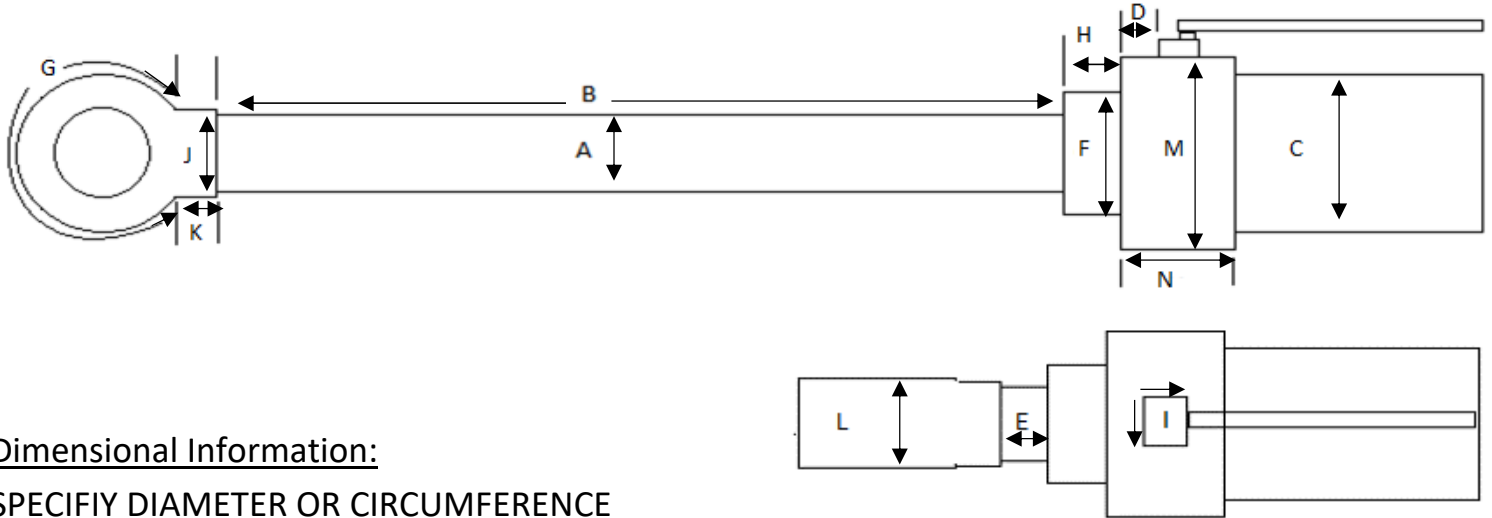 D
H
G
B
J
A
F
M
C
K
N
L
E
I
Dimensional Information:
SPECIFIY DIAMETER OR CIRCUMFERENCE